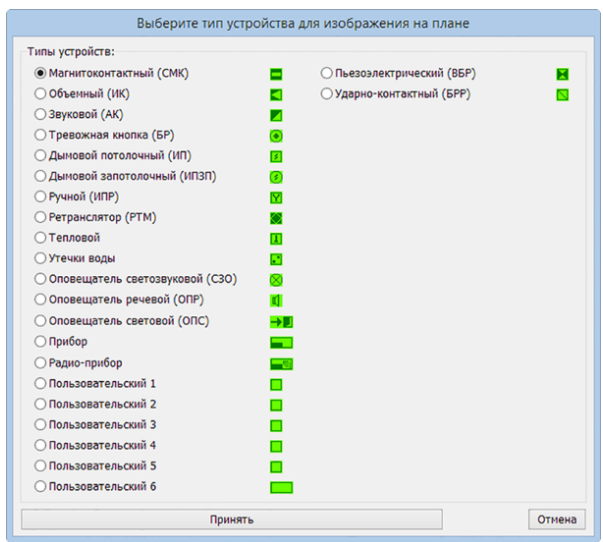 Выберите тип устройства для изображения на плане
Типы устройств:
Магнитоконтактный (СМК)
Объемный (ИК)
Звуковой (АК)
Тревожная кнопка (БР)
Дымовой потолочный (ИП)
Дымовой запотолочный (ИПЗП)
Ручной (ИПР)
Ретранслятор (РТМ)
Тепловой
Утечки воды
Оповещатель светозвуковой (СЗО)
Оповещатель речевой (ОПР)
Оповещатель световой (ОПС)
Прибор
Радио-прибор
Пользовательский 1
Пользовательский 2
Пользовательский 3
Пользовательский 4
Пользовательский 5
Пользовательский 6
Пьезоэлектрический (ВБР)
Ударно-контактный (БРР)
Принять
Отмена